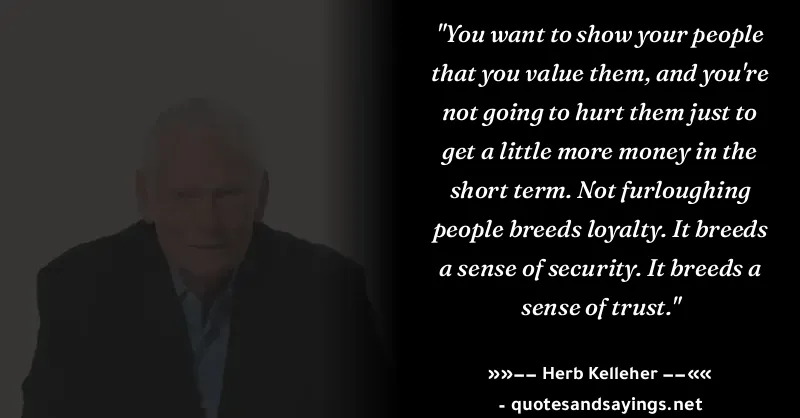 "You want to show your people
that you value them, and you're
not going to hurt them just to
get a little more money in the
short term. Not furloughing
people breeds loyalty. It breeds
a sense of security. It breeds a
sense of trust."
»»−− Herb Kelleher −−««
- quotesandsayings.net